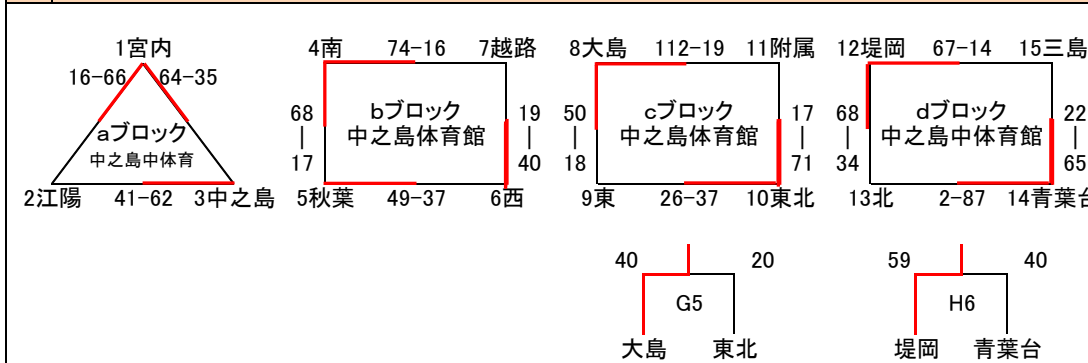 1宮内
16-66 64-35
aブロック
中之島中体育
2江陽 41-62 3中之島
4南 74-16 7越路
68 | 17
bブロック
中之島体育館
19 | 40
5秋葉 49-37 6西
8大島 112-19 11附属
50 | 18
cブロック
中之島体育館
17 | 71
9東 26-37 10東北
12堤岡 67-14 15三島
68 | 34
dブロック
中之島中体育館
22 | 65
13北 2-87 14青葉台
40 20
G5
大島 東北
59 40
H6
堤岡 青葉台